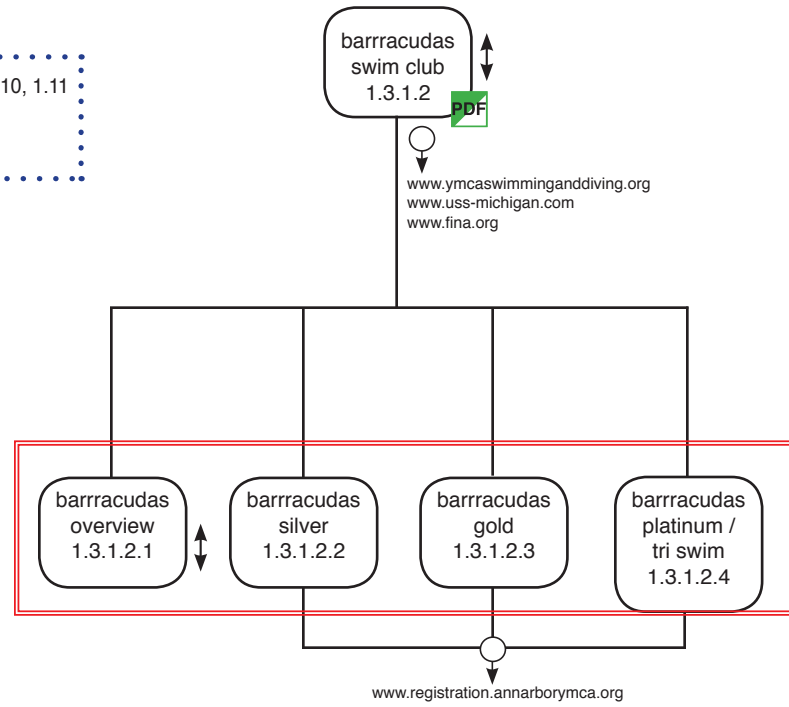 10, 1.11
barrracudas
swim club
1.3.1.2
PDF
www.ymcaswimminganddiving.org
www.uss-michigan.com
www.fina.org
barrracudas
overview
1.3.1.2.1
barrracudas
silver
1.3.1.2.2
barrracudas
gold
1.3.1.2.3
barrracudas
platinum /
tri swim
1.3.1.2.4
www.registration.annarborymca.org